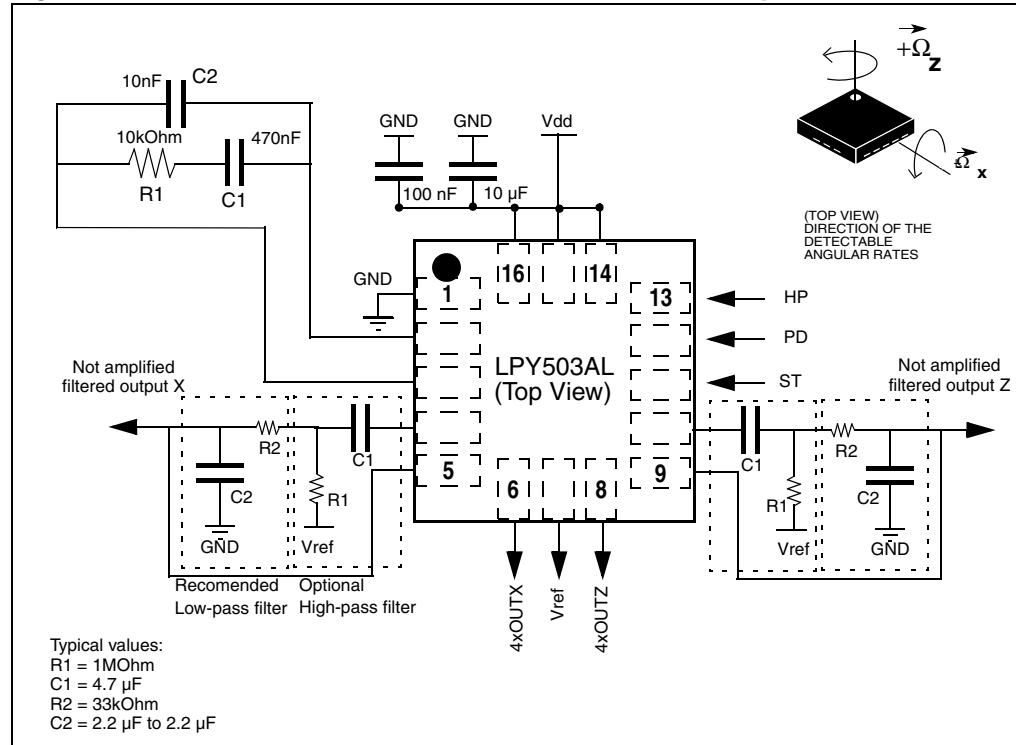 10nF
C2
10kOhm
470nF
R1
C1
GND
GND
Vdd
100 nF
10 µF
+Ω
z
Ω
x
(TOP VIEW)
DIRECTION OF THE
DETECTABLE
ANGULAR RATES
GND
1
16
14
13
HP
PD
ST
LPY503AL
(Top View)
Not amplified
filtered output X
Not amplified
filtered output Z
R2
C1
C2
R1
GND
Vref
5
6
8
9
C1
R2
R1
C2
Vref
GND
Recomended
Low-pass filter
Optional
High-pass filter
4xOUTX
Vref
4xOUTZ
Typical values:
R1 = 1MOhm
C1 = 4.7 µF
R2 = 33kOhm
C2 = 2.2 µF to 2.2 µF